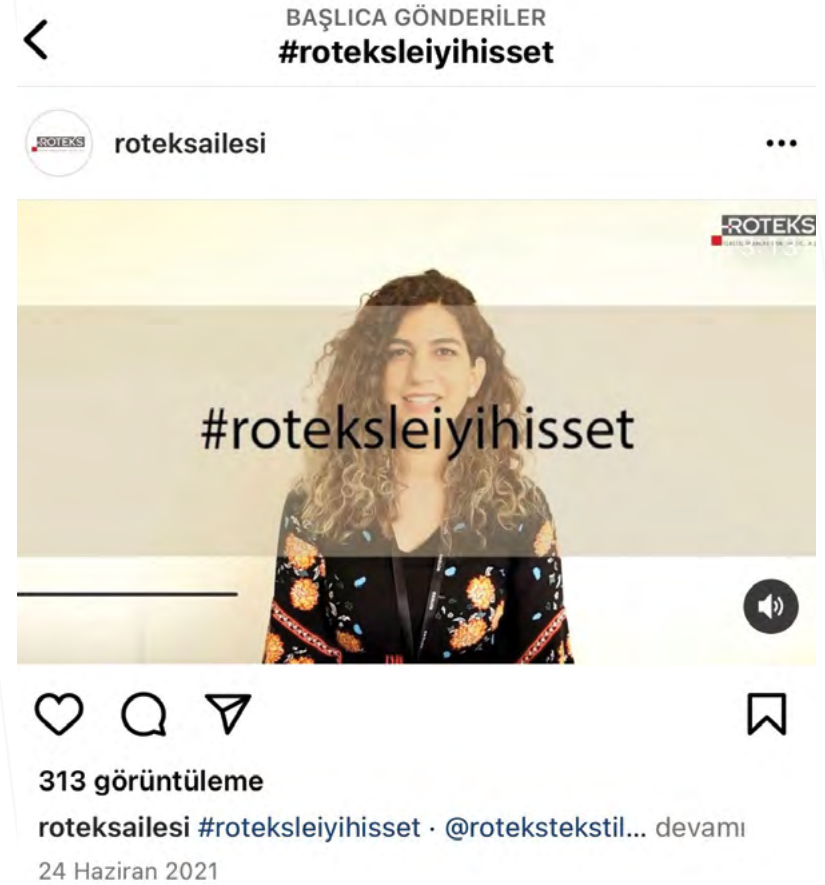 BAŞLICA GÖNDERİLER
#roteksleiyihisset
ROTEKS
roteksailesi
ROTEKS
#roteksleiyihisset
313 görüntüleme
roteksailesi #roteksleiyihisset · @rotekstekstil... devamı
24 Haziran 2021